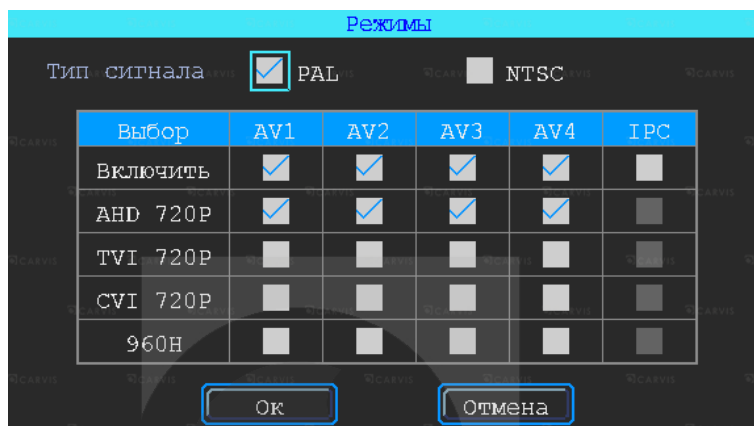 Режимы
Тип сигнала PAL NTSC
Выбор AV1 AV2 AV3 AV4 IPC
Включить
AHD 720P
TVI 720P
CVI 720P
960H
Ок Отмена